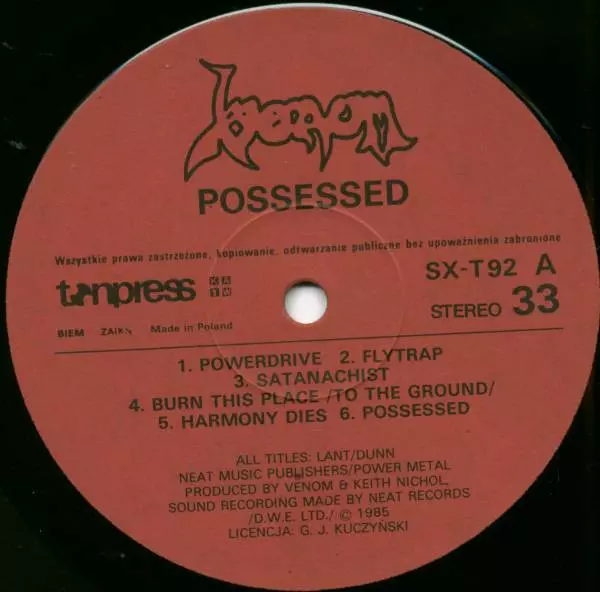 Venom
POSSESSED
Wszystkie prawa zastrzeżone, kopiowanie, odtwarzanie publiczne bez upoważnienia zabronione
tonpress KAW
SX-T92 A
STEREO 33
BIEM ZAIKS Made in Poland
1. POWERDRIVE 2. FLYTRAP
3. SATANACHIST
4. BURN THIS PLACE /TO THE GROUND/
5. HARMONY DIES 6. POSSESSED
ALL TITLES: LANT/DUNN
NEAT MUSIC PUBLISHERS/POWER METAL
PRODUCED BY VENOM & KEITH NICHOL,
SOUND RECORDING MADE BY NEAT RECORDS
/D.W.E. LTD./ © 1985
LICENCJA: G. J. KUCZYŃSKI